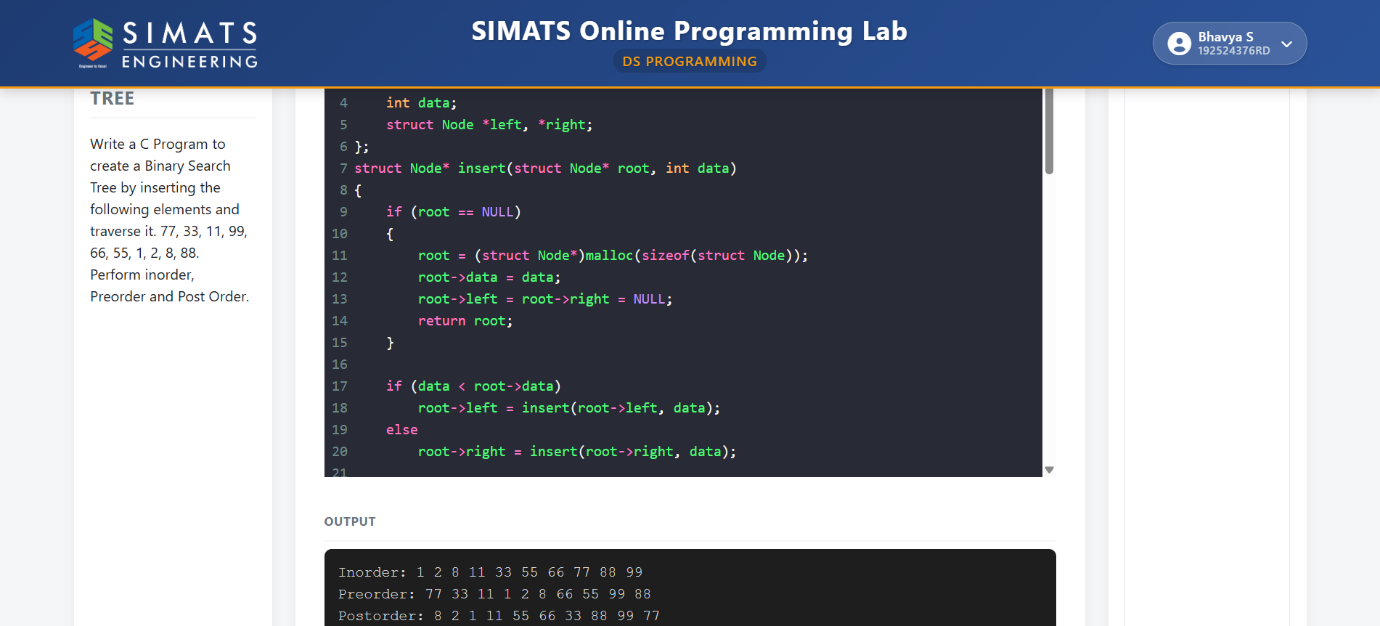 SIMATS
ENGINEERING
SIMATS Online Programming Lab
DS PROGRAMMING
Bhavya S
192524376RD
TREE
Write a C Program to
create a Binary Search
Tree by inserting the
following elements and
traverse it. 77, 33, 11, 99,
66, 55, 1, 2, 8, 88.
Perform inorder,
Preorder and Post Order.
4     int data;
5     struct Node *left, *right;
6 };
7 struct Node* insert(struct Node* root, int data)
8 {
9     if (root == NULL)
10     {
11         root = (struct Node*)malloc(sizeof(struct Node));
12         root->data = data;
13         root->left = root->right = NULL;
14         return root;
15     }
16
17     if (data < root->data)
18         root->left = insert(root->left, data);
19     else
20         root->right = insert(root->right, data);
21
OUTPUT
Inorder: 1 2 8 11 33 55 66 77 88 99
Preorder: 77 33 11 1 2 8 66 55 99 88
Postorder: 8 2 1 11 55 66 33 88 99 77